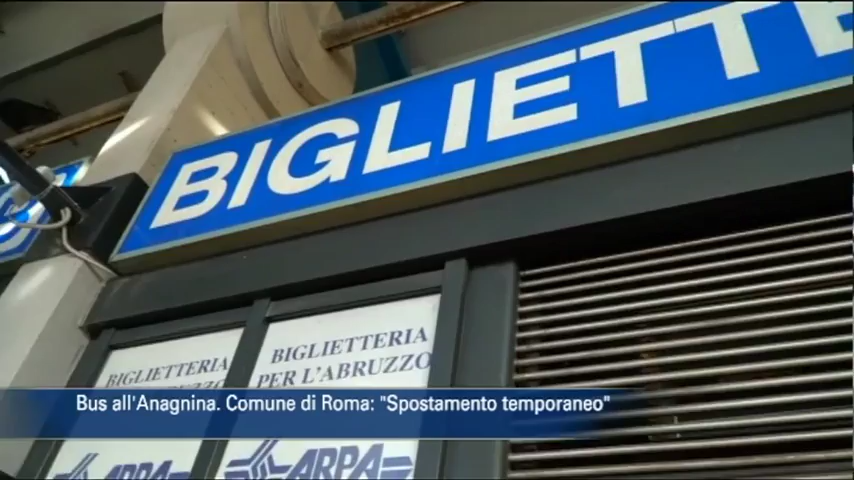 BIGLIETTE
BIGLIETTERIA
BIGLIETTERIA
PER L'ABRUZZO
Bus all'Anagnina. Comune di Roma: "Spostamento temporaneo"
ARPA
ARPA